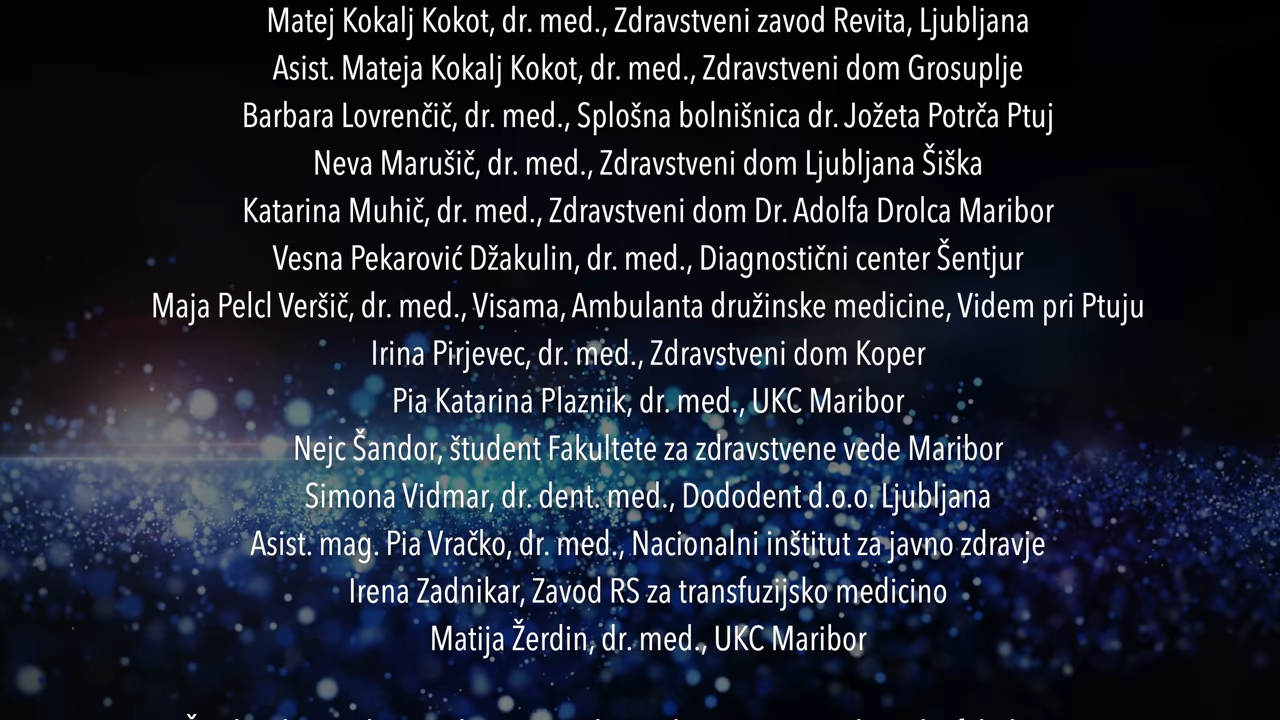 Matej Kokalj Kokot, dr. med., Zdravstveni zavod Revita, Ljubljana
Asist. Mateja Kokalj Kokot, dr. med., Zdravstveni dom Grosuplje
Barbara Lovrenčič, dr. med., Splošna bolnišnica dr. Jožeta Potrča Ptuj
Neva Marušič, dr. med., Zdravstveni dom Ljubljana Šiška
Katarina Muhič, dr. med., Zdravstveni dom Dr. Adolfa Drolca Maribor
Vesna Pekarović Džakulin, dr. med., Diagnostični center Šentjur
Maja Pelcl Veršič, dr. med., Visama, Ambulanta družinske medicine, Videm pri Ptuju
Irina Pirjevec, dr. med., Zdravstveni dom Koper
Pia Katarina Plaznik, dr. med., UKC Maribor
Nejc Šandor, študent Fakultete za zdravstvene vede Maribor
Simona Vidmar, dr. dent. med., Dododent d.o.o. Ljubljana
Asist. mag. Pia Vračko, dr. med., Nacionalni inštitut za javno zdravje
Irena Zadnikar, Zavod RS za transfuzijsko medicino
Matija Žerdin, dr. med., UKC Maribor